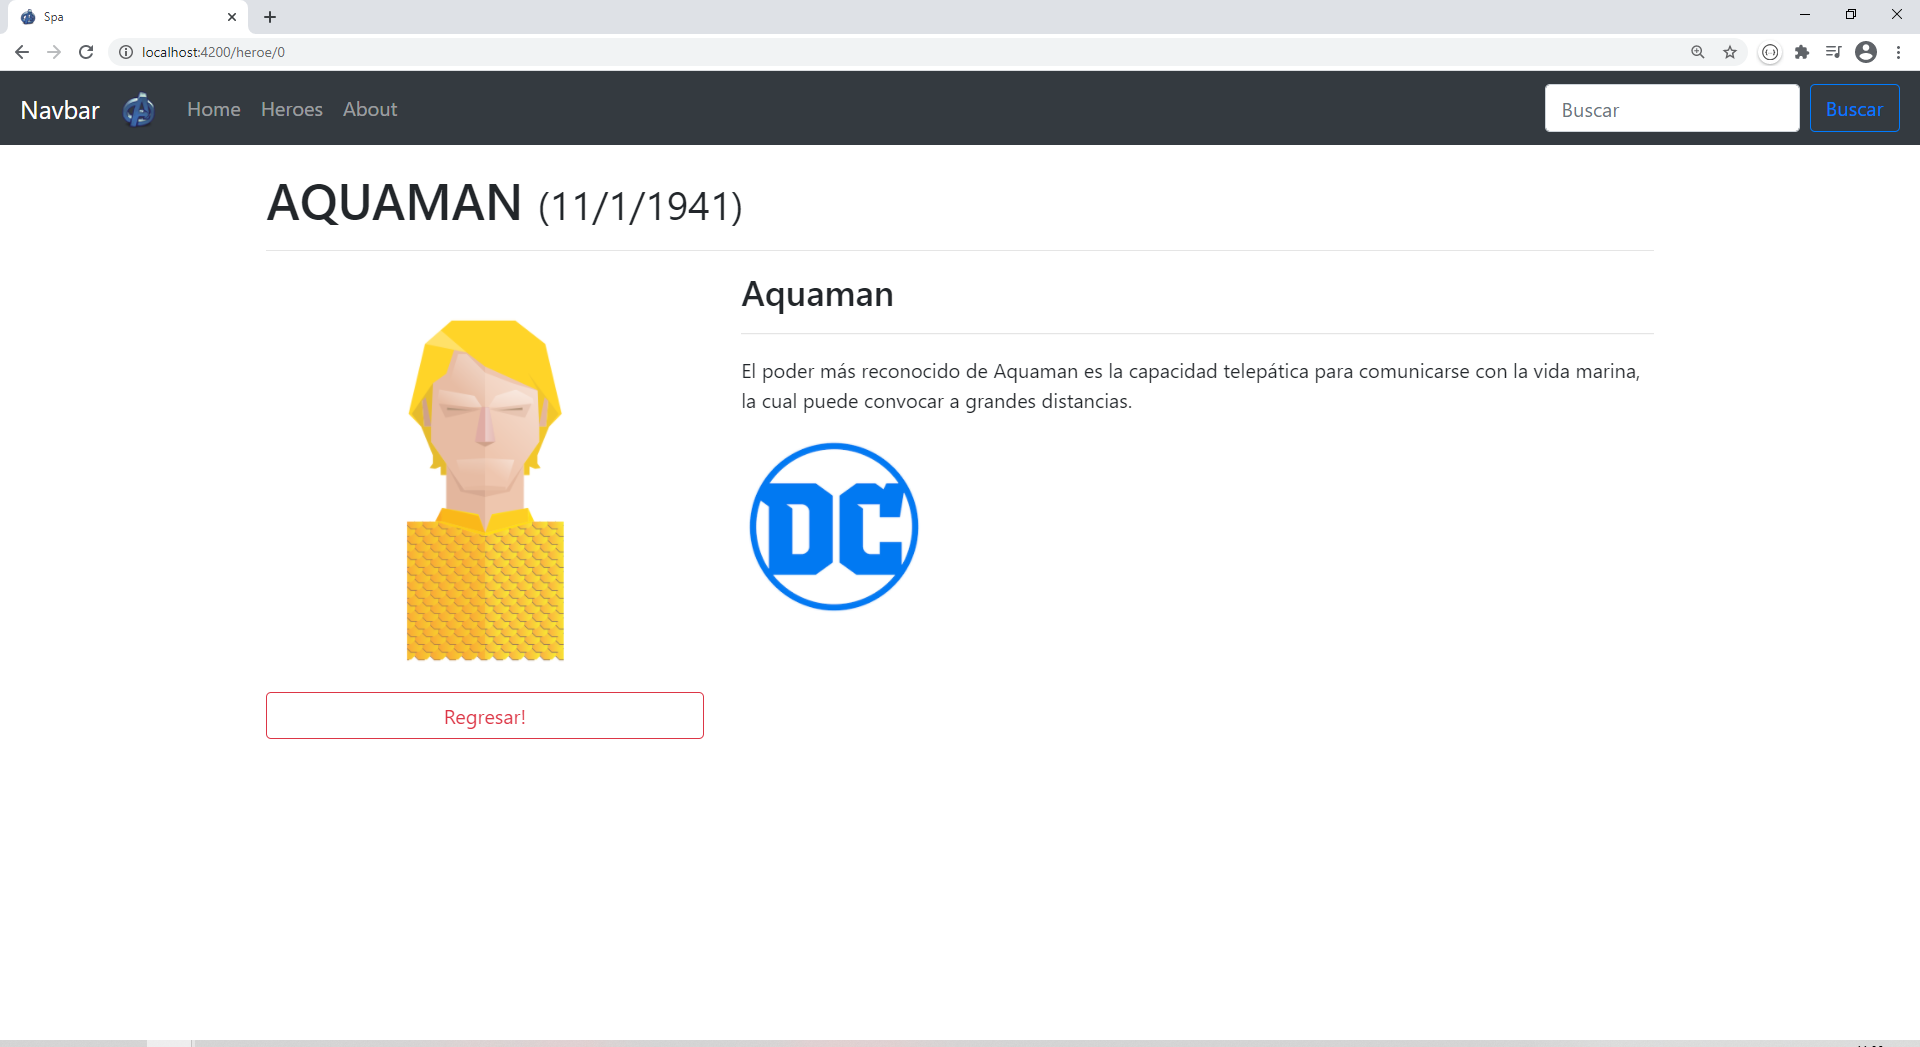 Spa
localhost:4200/heroe/0
Navbar Home Heroes About Buscar Buscar
AQUAMAN (11/1/1941)
Aquaman
El poder más reconocido de Aquaman es la capacidad telepática para comunicarse con la vida marina,
la cual puede convocar a grandes distancias.
DC
Regresar!